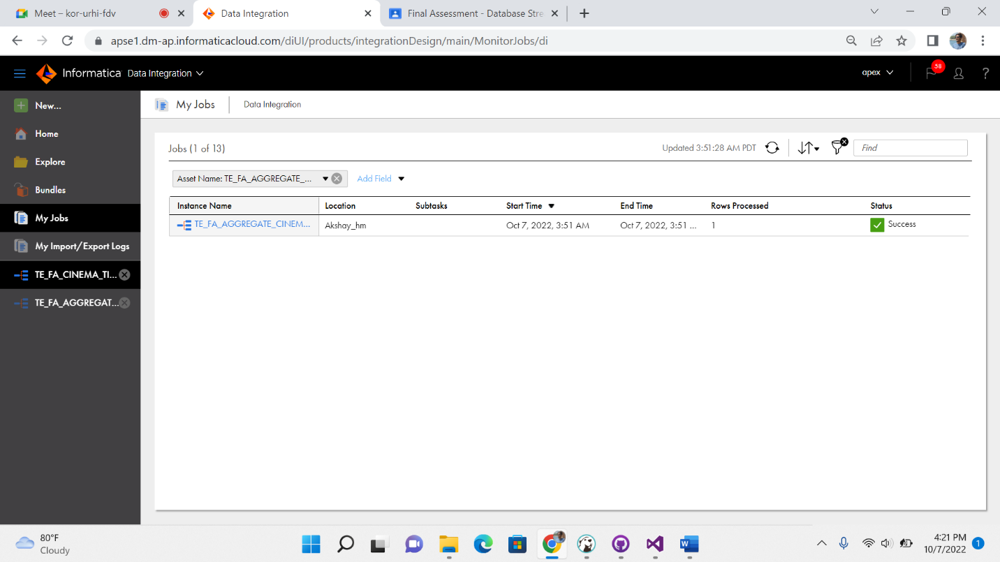 Meet – kor-urhi-fdv
Data Integration
Final Assessment - Database Stre
apse1.dm-ap.informaticacloud.com/diUI/products/integrationDesign/main/MonitorJobs/di
Informatica Data Integration
apex
58
?
New...
Home
Explore
Bundles
My Jobs
My Import/Export Logs
TE_FA_CINEMA_TI...
TE_FA_AGGREGAT...
My Jobs
Data Integration
Jobs (1 of 13)
Updated 3:51:28 AM PDT
Find
Asset Name: TE_FA_AGGREGATE_...
Add Field
Instance Name Location Subtasks Start Time End Time Rows Processed Status
TE_FA_AGGREGATE_CINEM... Akshay_hm Oct 7, 2022, 3:51 AM Oct 7, 2022, 3:51 ... 1 Success
80°F
Cloudy
4:21 PM
10/7/2022
1